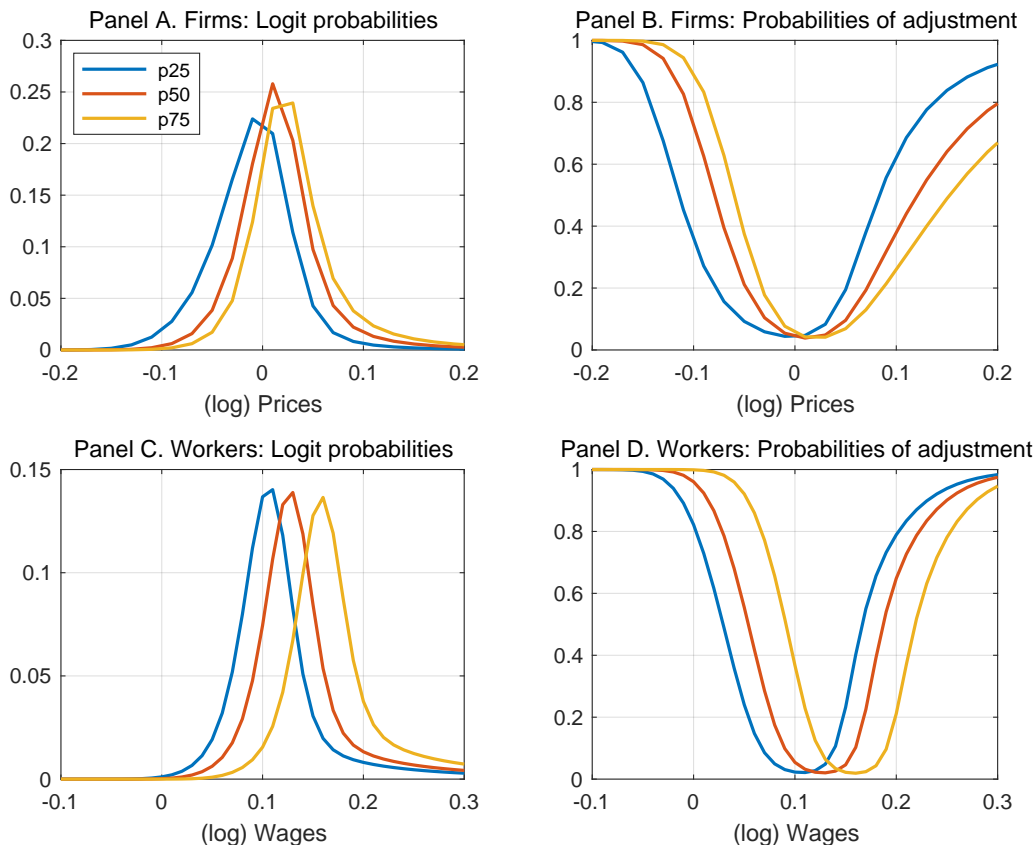 Panel A. Firms: Logit probabilities
0.3
0.25
0.2
0.15
0.1
0.05
0
p25
p50
p75
-0.2 -0.1 0 0.1 0.2
(log) Prices
Panel B. Firms: Probabilities of adjustment
1
0.8
0.6
0.4
0.2
0
-0.2 -0.1 0 0.1 0.2
(log) Prices
Panel C. Workers: Logit probabilities
0.15
0.1
0.05
0
-0.1 0 0.1 0.2 0.3
(log) Wages
Panel D. Workers: Probabilities of adjustment
1
0.8
0.6
0.4
0.2
0
-0.1 0 0.1 0.2 0.3
(log) Wages